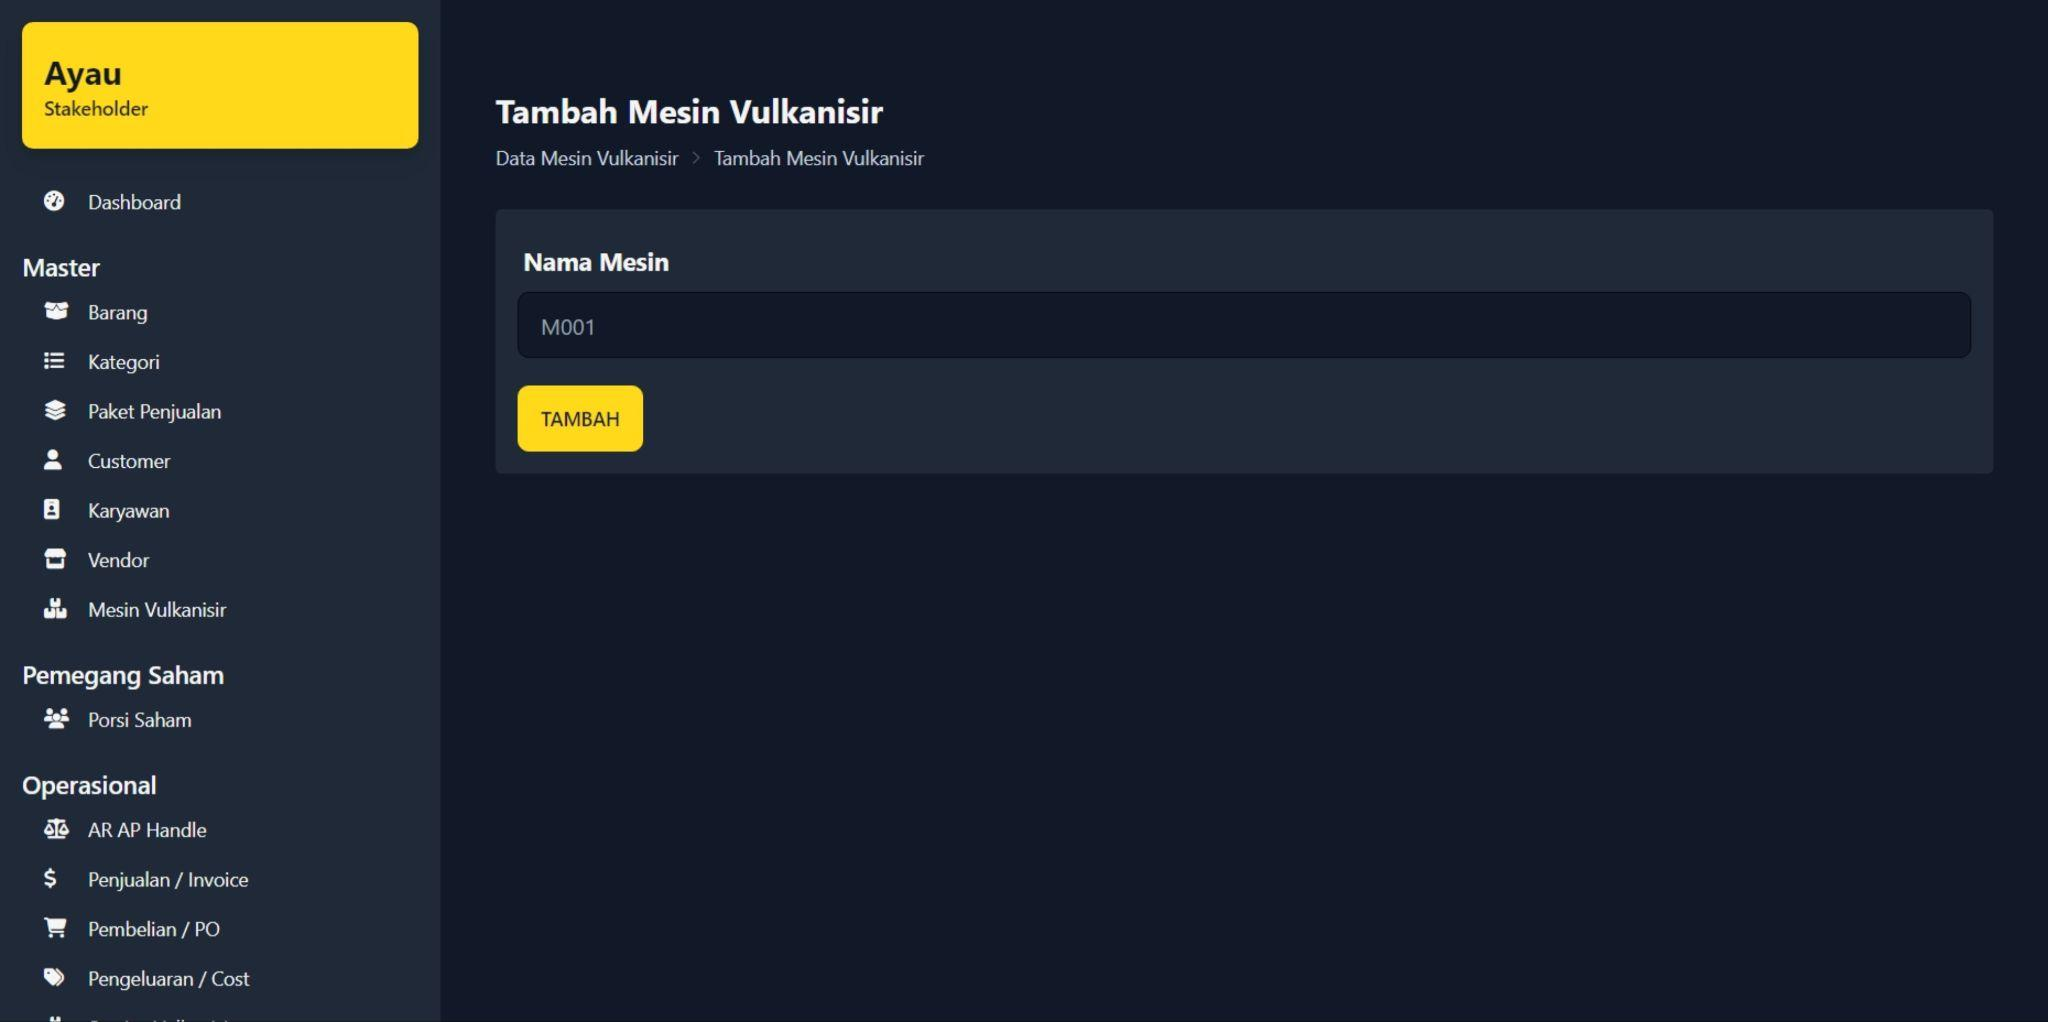 Ayau
Stakeholder
Dashboard
Master
Barang
Kategori
Paket Penjualan
Customer
Karyawan
Vendor
Mesin Vulkanisir
Pemegang Saham
Porsi Saham
Operasional
AR AP Handle
Penjualan / Invoice
Pembelian / PO
Pengeluaran / Cost
Tambah Mesin Vulkanisir
Data Mesin Vulkanisir > Tambah Mesin Vulkanisir
Nama Mesin
M001
TAMBAH